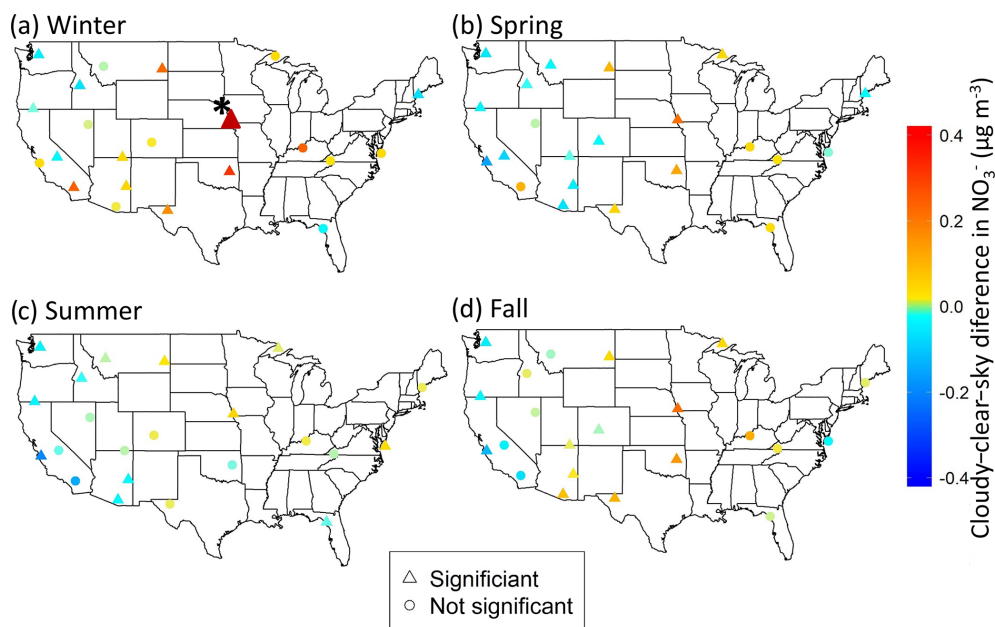 (a) Winter
(b) Spring
*
(c) Summer
(d) Fall
0.4
0.2
0.0
-0.2
-0.4
Cloudy–clear-sky diference in NO₃⁻ (µg m⁻³)
Significiant
Not significant